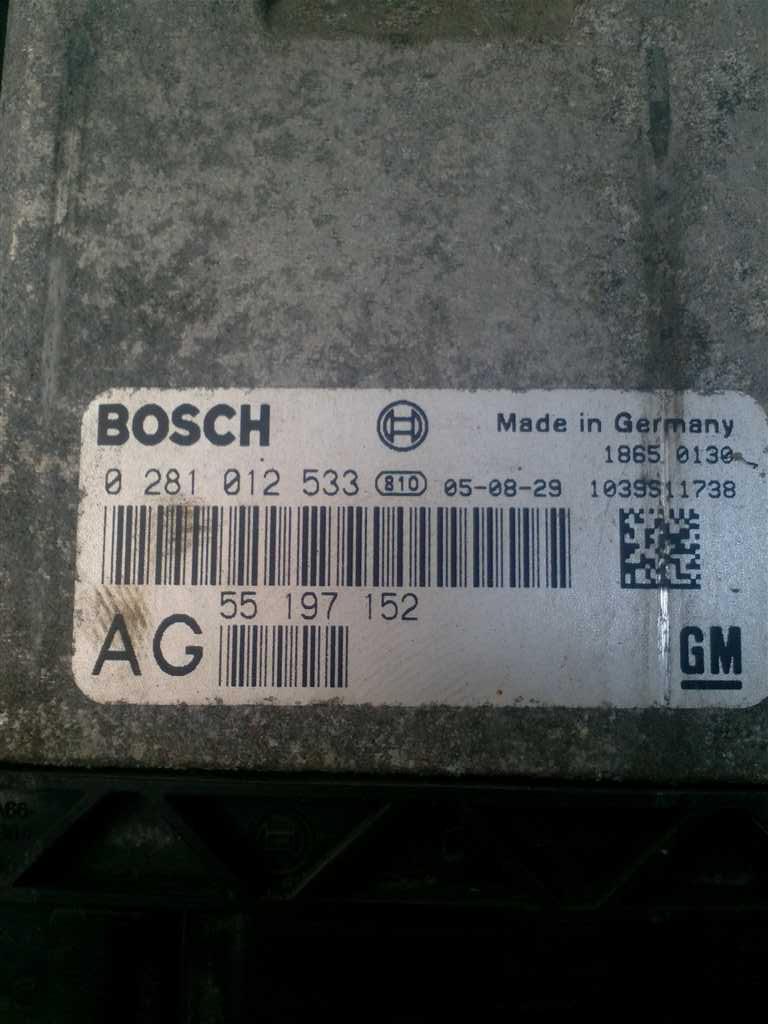 BOSCH
Made in Germany
1865 0130
0 281 012 533 810 05-08-29 1039S11738
55 197 152
AG
GM